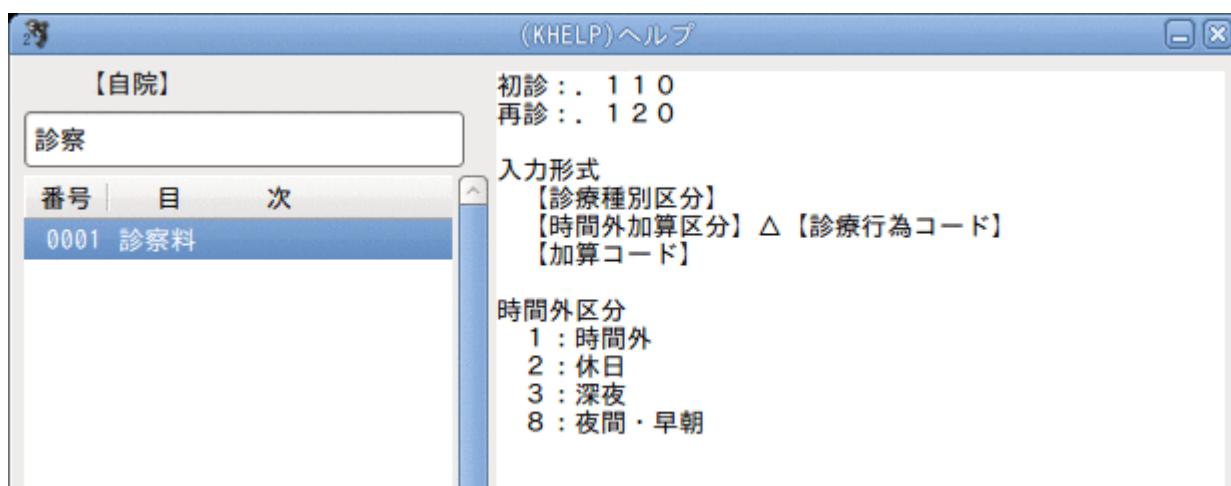 (KHELP)ヘルプ
【自院】
診察
番号 目 次
0001 診察料
初診：．１１０
再診：．１２０
入力形式
【診療種別区分】
【時間外加算区分】△【診療行為コード】
【加算コード】
時間外区分
１：時間外
２：休日
３：深夜
８：夜間・早朝